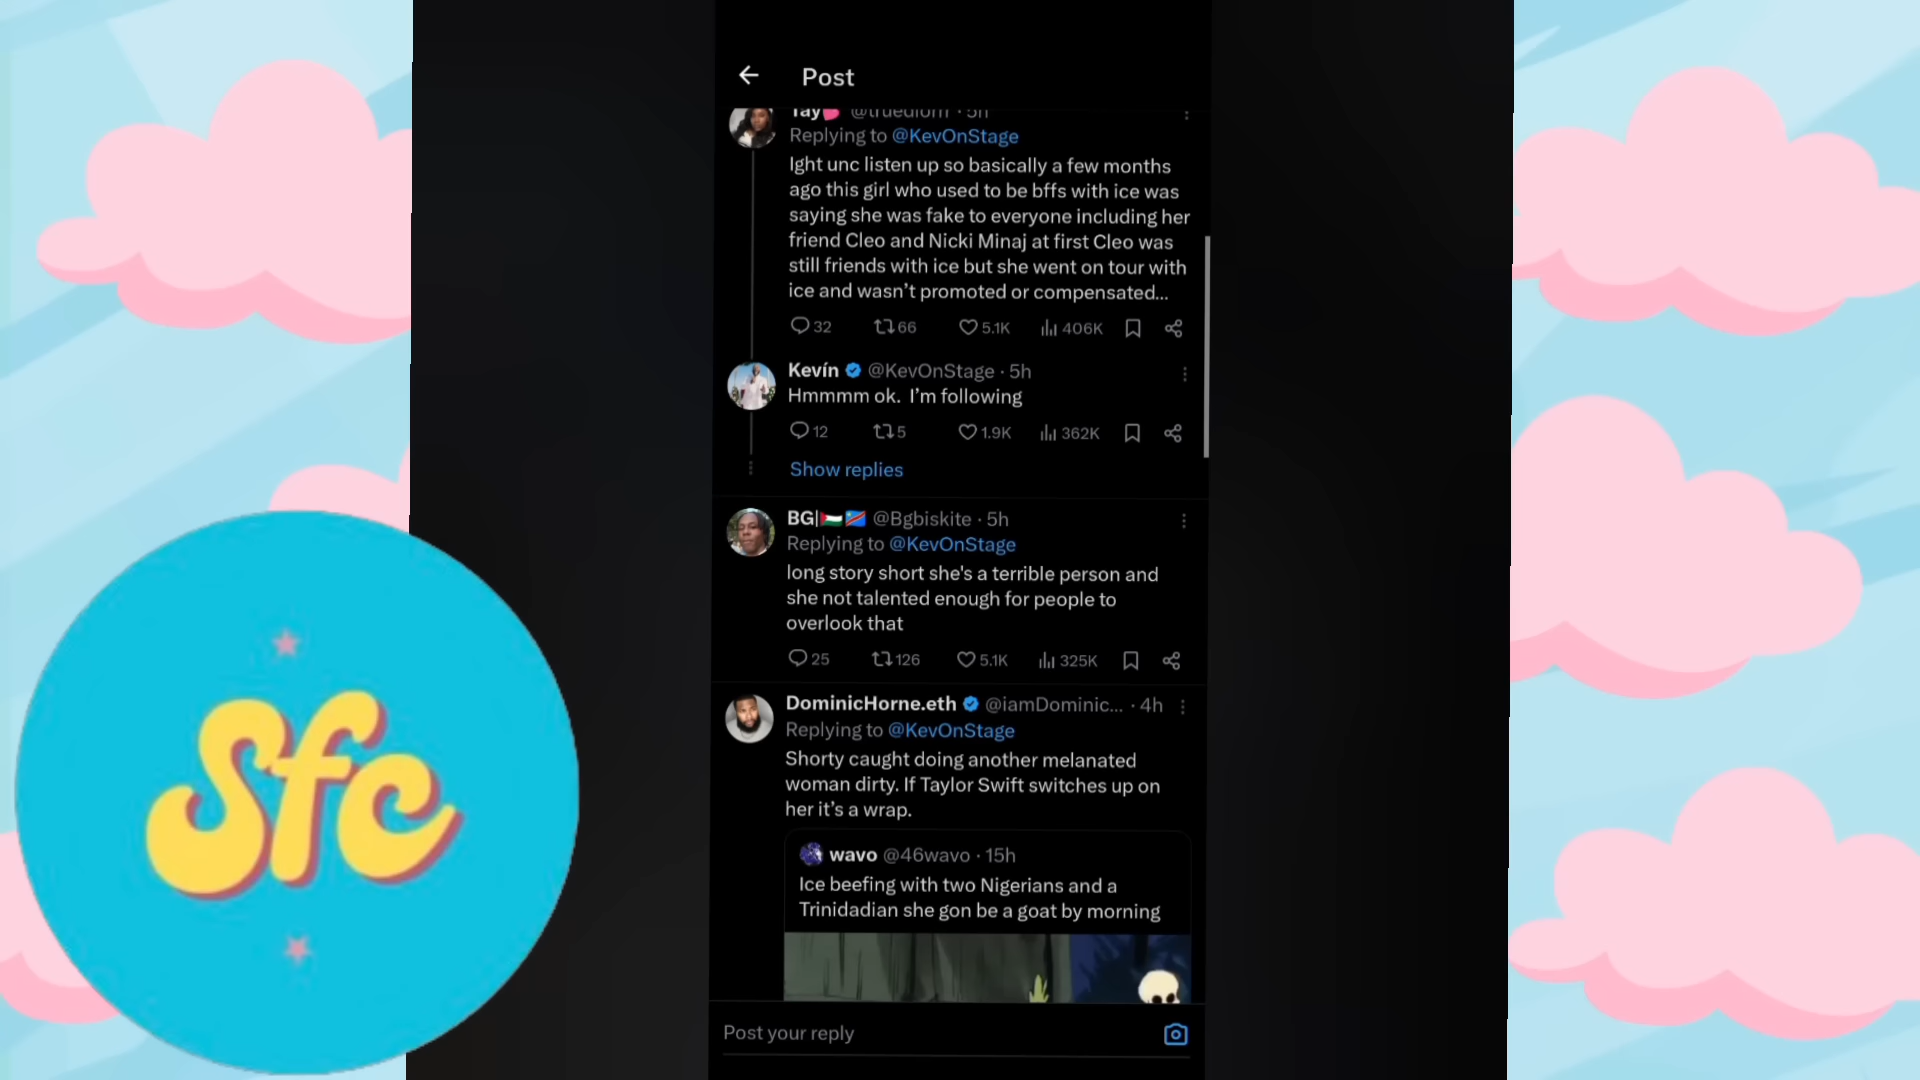 Post
Tay @truediorr · 5h
Replying to @KevOnStage
Ight unc listen up so basically a few months
ago this girl who used to be bffs with ice was
saying she was fake to everyone including her
friend Cleo and Nicki Minaj at first Cleo was
still friends with ice but she went on tour with
ice and wasn't promoted or compensated...
32 66 5.1K 406K
Kevín @KevOnStage · 5h
Hmmmm ok. I'm following
12 5 1.9K 362K
Show replies
BG| @Bgbiskite · 5h
Replying to @KevOnStage
long story short she's a terrible person and
she not talented enough for people to
overlook that
25 126 5.1K 325K
DominicHorne.eth @iamDominic... · 4h
Replying to @KevOnStage
Shorty caught doing another melanated
woman dirty. If Taylor Swift switches up on
her it's a wrap.
wavo @46wavo · 15h
Ice beefing with two Nigerians and a
Trinidadian she gon be a goat by morning
Post your reply
Sfc